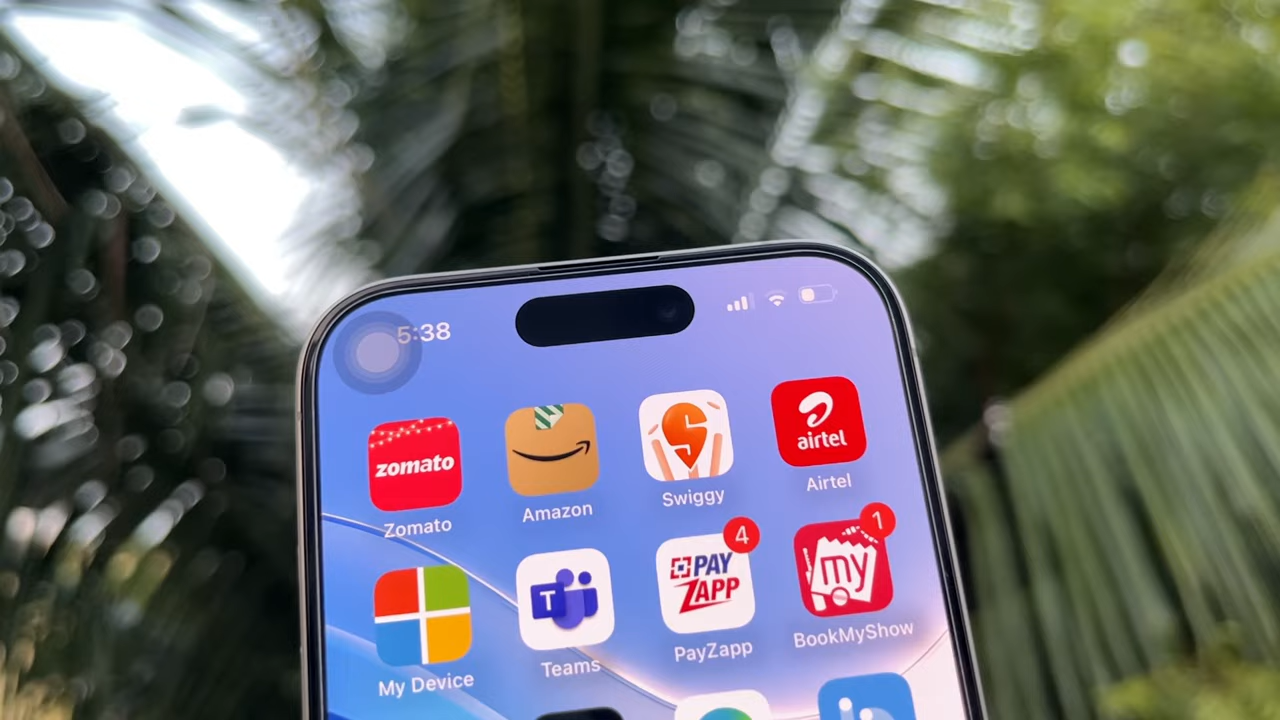 5:38
zomato
airtel
Zomato
Amazon
Swiggy
Airtel
4
1
T
PAY
ZAPP
my
My Device
Teams
PayZapp
BookMyShow